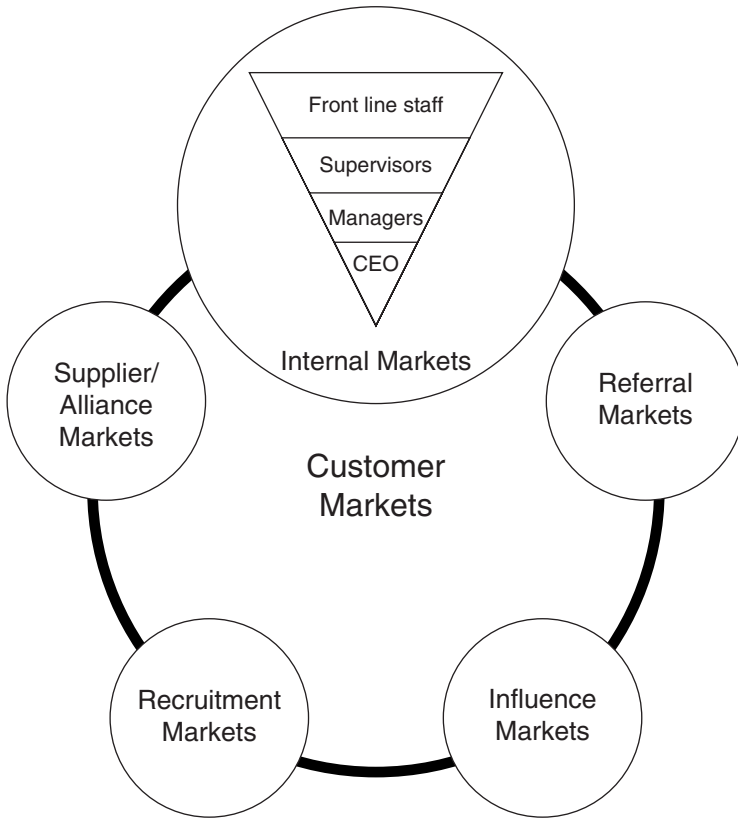 Front line staff
Supervisors
Managers
CEO
Internal Markets
Supplier/
Alliance
Markets
Referral
Markets
Customer
Markets
Recruitment
Markets
Influence
Markets